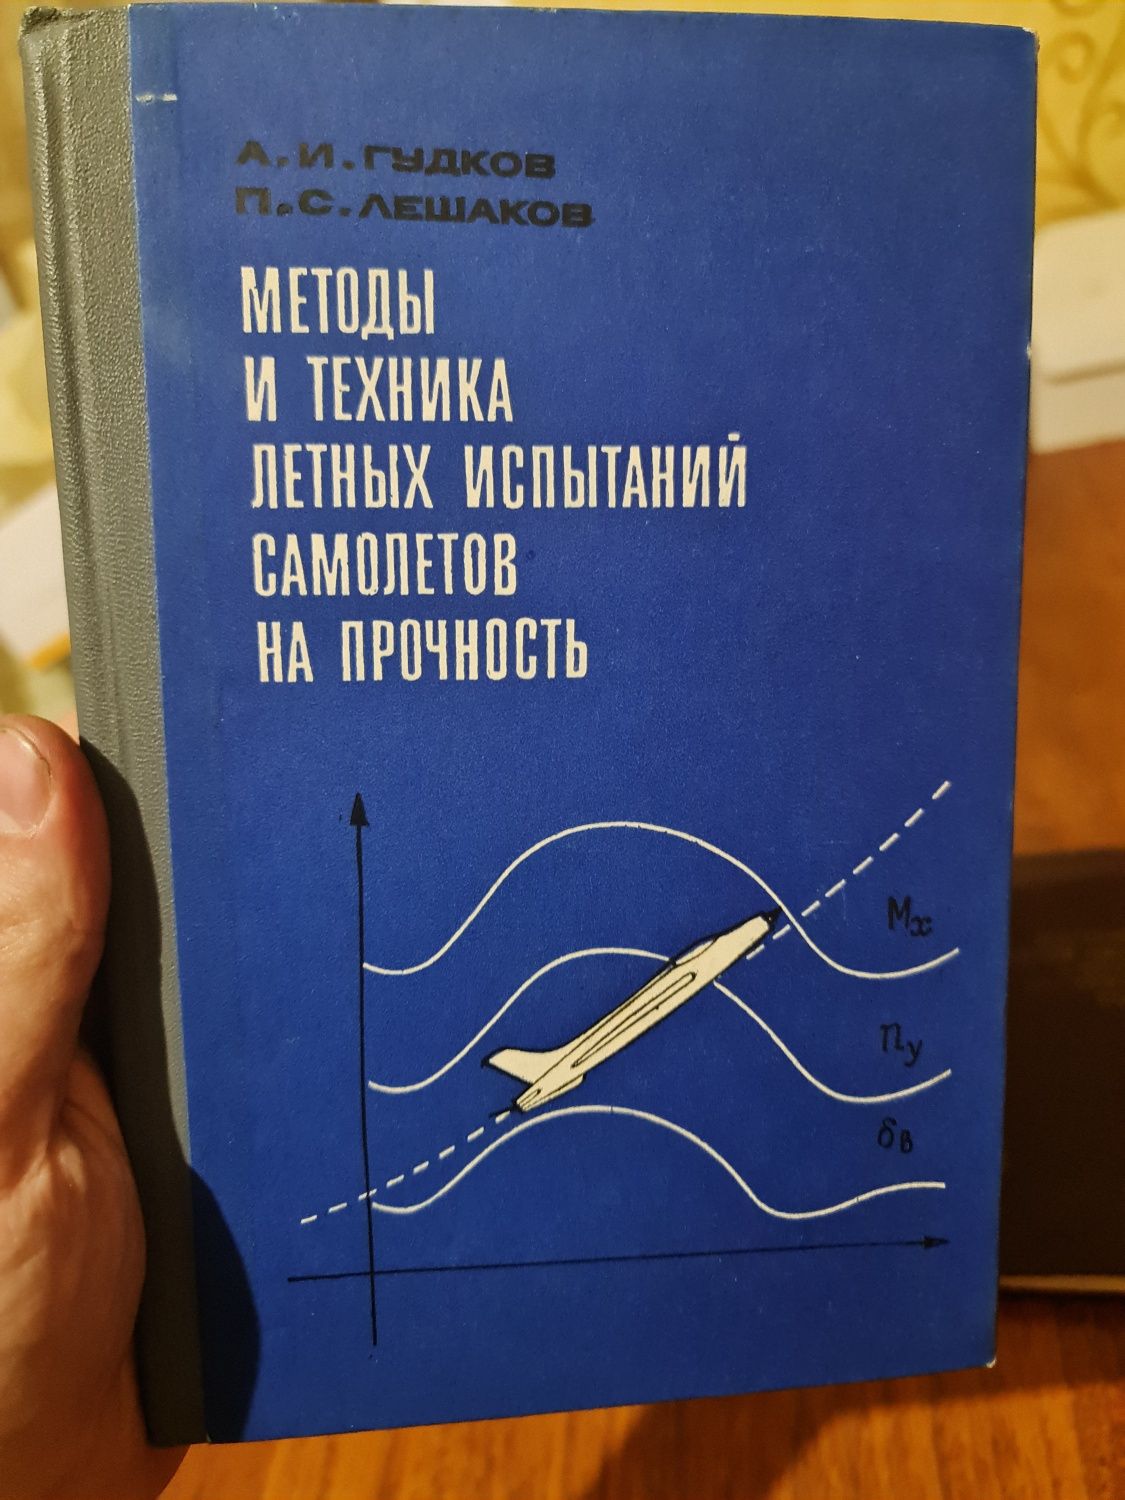 А.И.ГУДКОВ
П.С.ЛЕШАКОВ
МЕТОДЫ
И ТЕХНИКА
ЛЕТНЫХ ИСПЫТАНИЙ
САМОЛЕТОВ
НА ПРОЧНОСТЬ
Mx
ny
δв